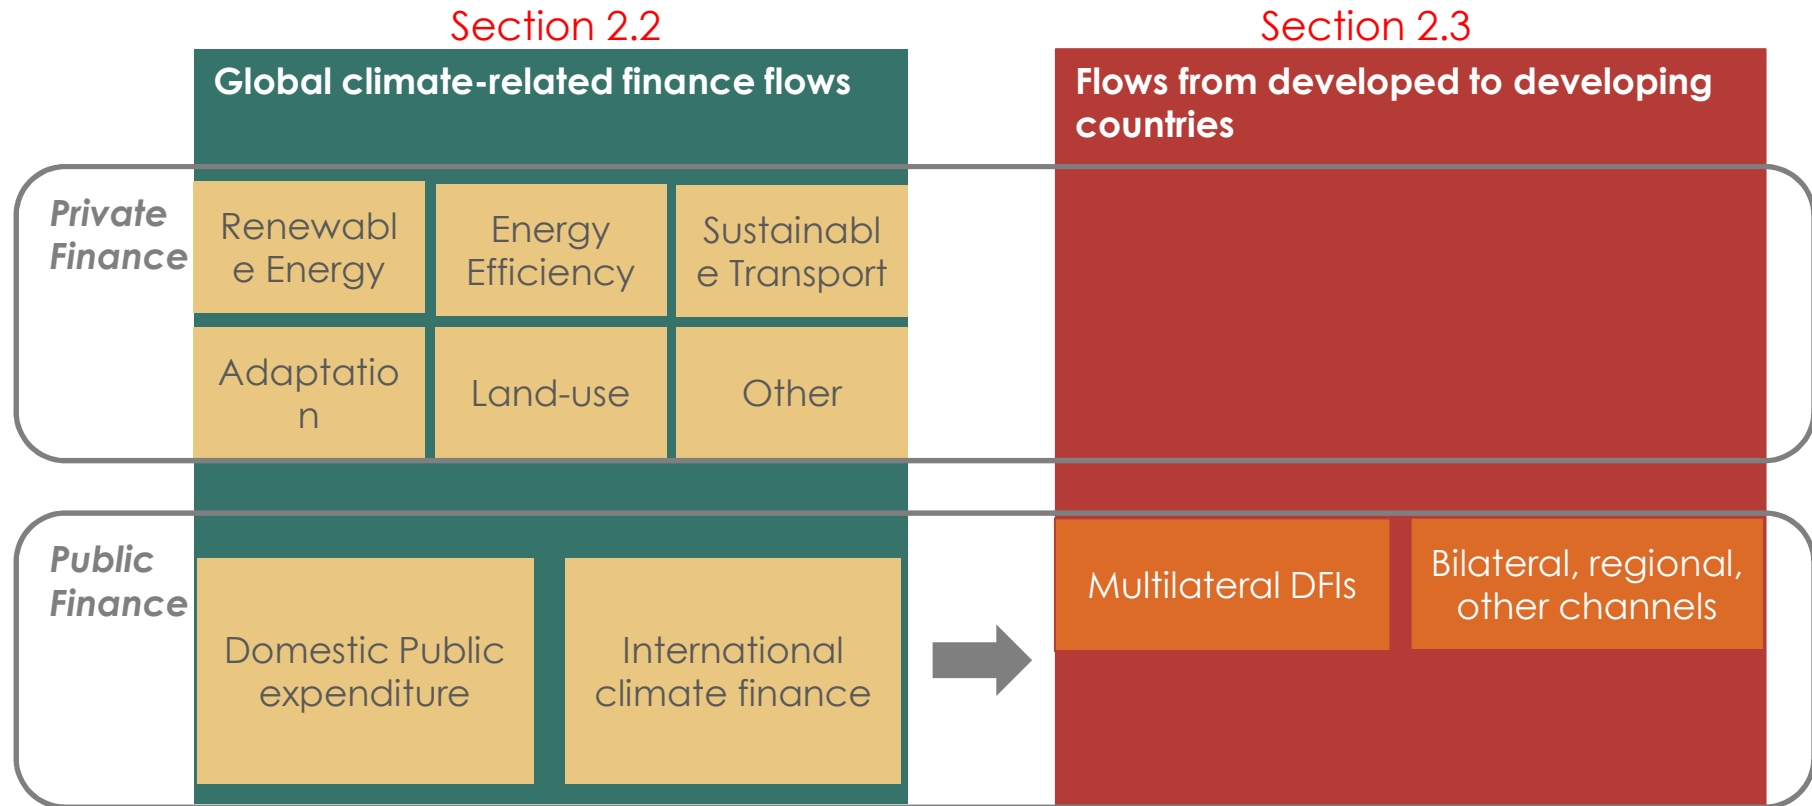 Section 2.2
Section 2.3
Global climate-related finance flows
Flows from developed to developing
countries
Private
Finance
Renewabl
e Energy
Energy
Efficiency
Sustainabl
e Transport
Adaptatio
n
Land-use
Other
Public
Finance
Domestic Public
expenditure
International
climate finance
Multilateral DFIs
Bilateral, regional,
other channels